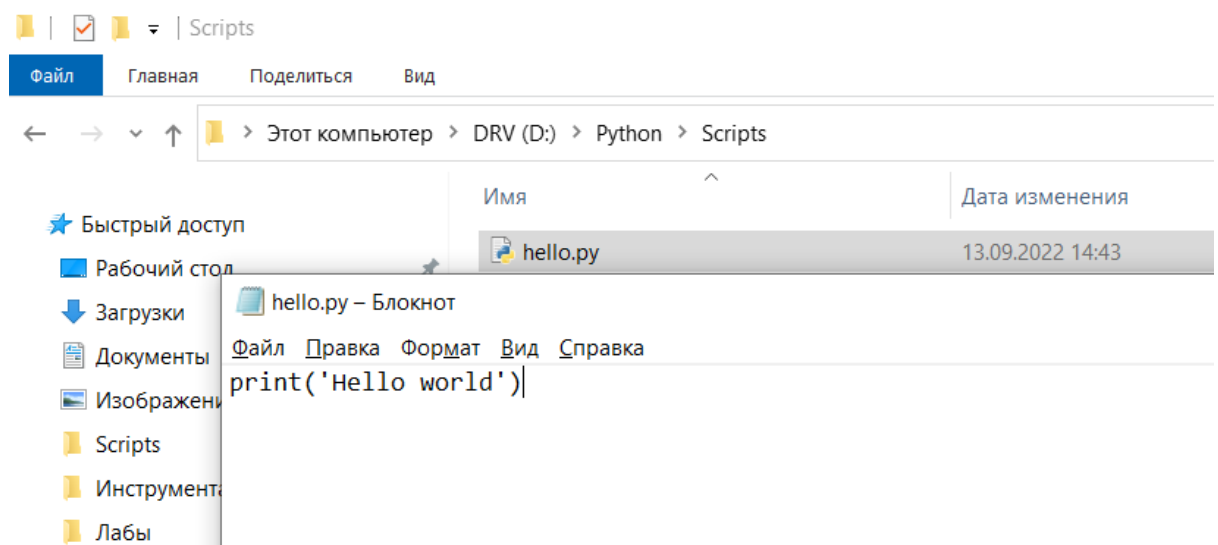 Scripts
Файл Главная Поделиться Вид
Этот компьютер > DRV (D:) > Python > Scripts
Имя Дата изменения
Быстрый доступ
hello.py 13.09.2022 14:43
Рабочий стол
hello.py – Блокнот
Загрузки
Файл Правка Формат Вид Справка
Документы
print('Hello world')
Изображени
Scripts
Инструмента
Лабы